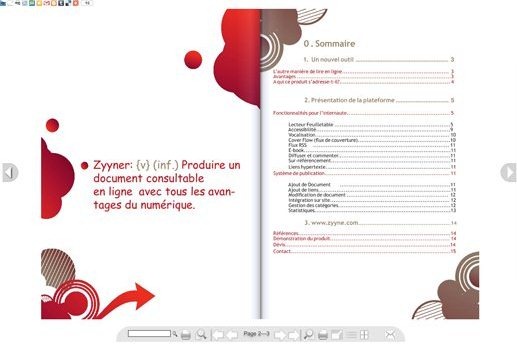 Zyyner: {v} (inf.) Produire un
document consultable
en ligne avec tous les avan-
tages du numérique.
0 . Sommaire
1. Un nouvel outil ........ 3
L'autre manière de lire en ligne ........ 3
Avantages ........ 3
A qui ce produit s'adresse-t-il? ........ 4
2. Présentation de la plateforme ........ 5
Fonctionnalités pour l'internaute ........ 5
Lecteur Feuilletable ........ 5
Accessibilité ........ 9
Vocalisation ........ 10
Cover Flow (flux de couverture) ........ 10
Flux RSS ........ 11
E-book ........ 11
Diffuser et commenter ........ 11
Sur-référencement ........ 11
Liens hypertexte ........ 11
Système de publication ........ 11
Ajout de Document ........ 11
Ajout de liens ........ 11
Modification de document ........ 12
Intégration sur site ........ 12
Gestion des catégories ........ 12
Statistiques ........ 13
3. www.zyyne.com ........ 14
Références ........ 14
Démonstration du produit ........ 14
Devis ........ 14
Contact ........ 15
Page 2—3